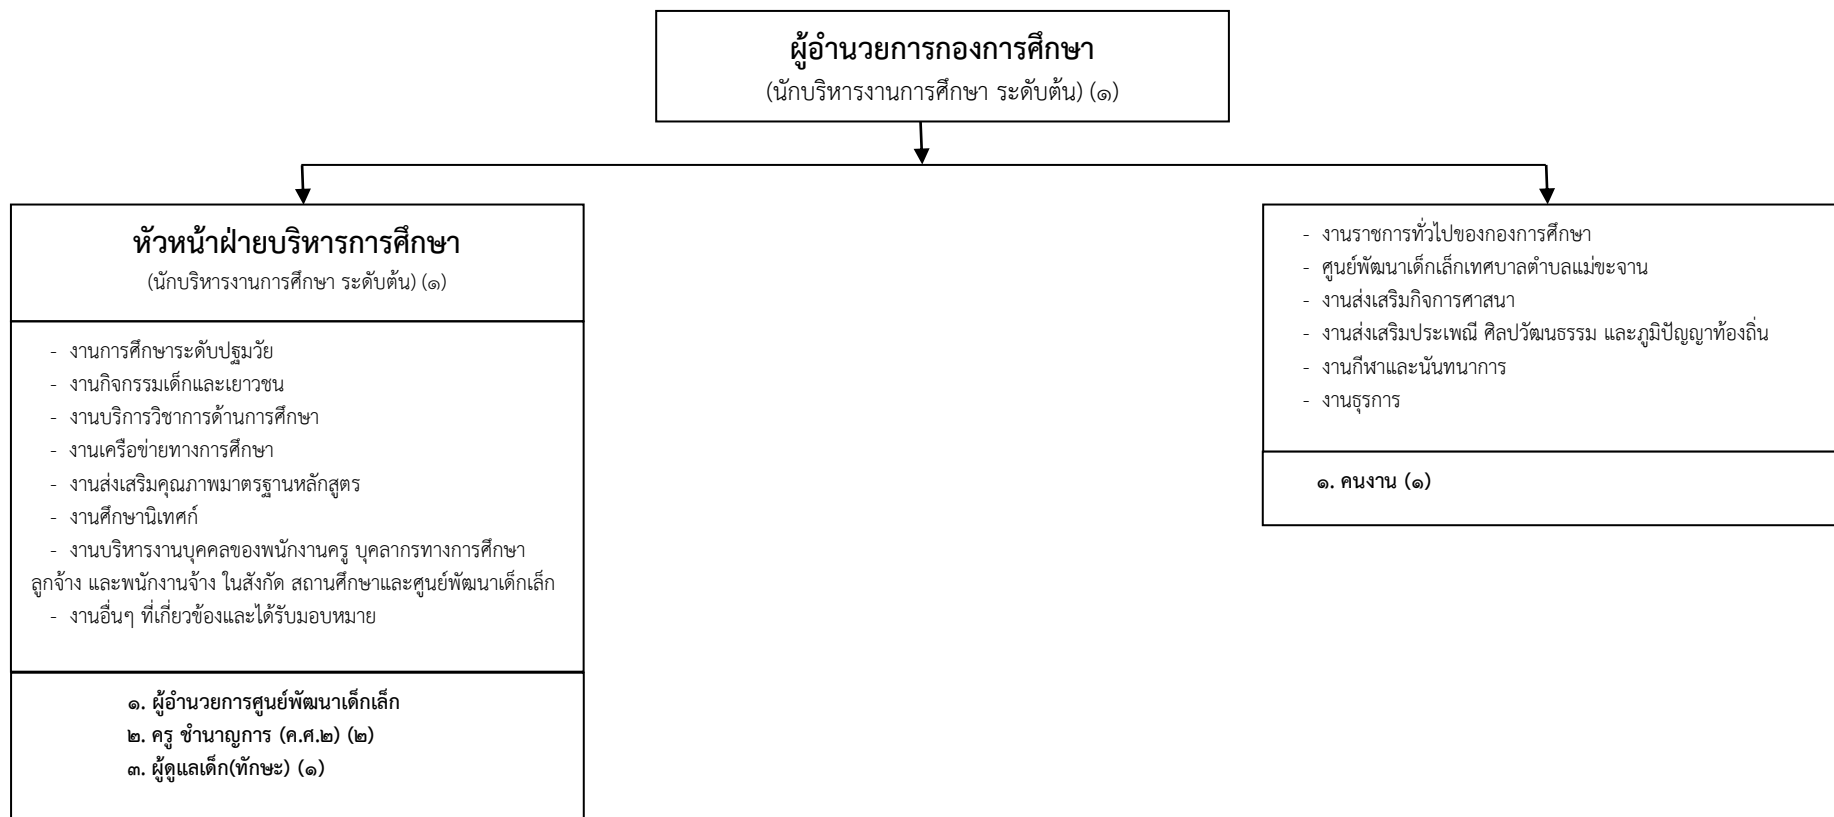 ผู้อำนวยการกองการศึกษา
(นักบริหารงานการศึกษา ระดับต้น) (๑)
หัวหน้าฝ่ายบริหารการศึกษา
(นักบริหารงานการศึกษา ระดับต้น) (๑)
- งานการศึกษาระดับปฐมวัย
- งานกิจกรรมเด็กและเยาวชน
- งานบริการวิชาการด้านการศึกษา
- งานเครือข่ายทางการศึกษา
- งานส่งเสริมคุณภาพมาตรฐานหลักสูตร
- งานศึกษานิเทศก์
- งานบริหารงานบุคคลของพนักงานครู บุคลากรทางการศึกษา
ลูกจ้าง และพนักงานจ้าง ในสังกัด สถานศึกษาและศูนย์พัฒนาเด็กเล็ก
- งานอื่นๆ ที่เกี่ยวข้องและได้รับมอบหมาย
๑. ผู้อำนวยการศูนย์พัฒนาเด็กเล็ก
๒. ครู ชำนาญการ (ค.ศ.๒) (๒)
๓. ผู้ดูแลเด็ก(ทักษะ) (๑)
- งานราชการทั่วไปของกองการศึกษา
- ศูนย์พัฒนาเด็กเล็กเทศบาลตำบลแม่ขะจาน
- งานส่งเสริมกิจการศาสนา
- งานส่งเสริมประเพณี ศิลปวัฒนธรรม และภูมิปัญญาท้องถิ่น
- งานกีฬาและนันทนาการ
- งานธุรการ
๑. คนงาน (๑)